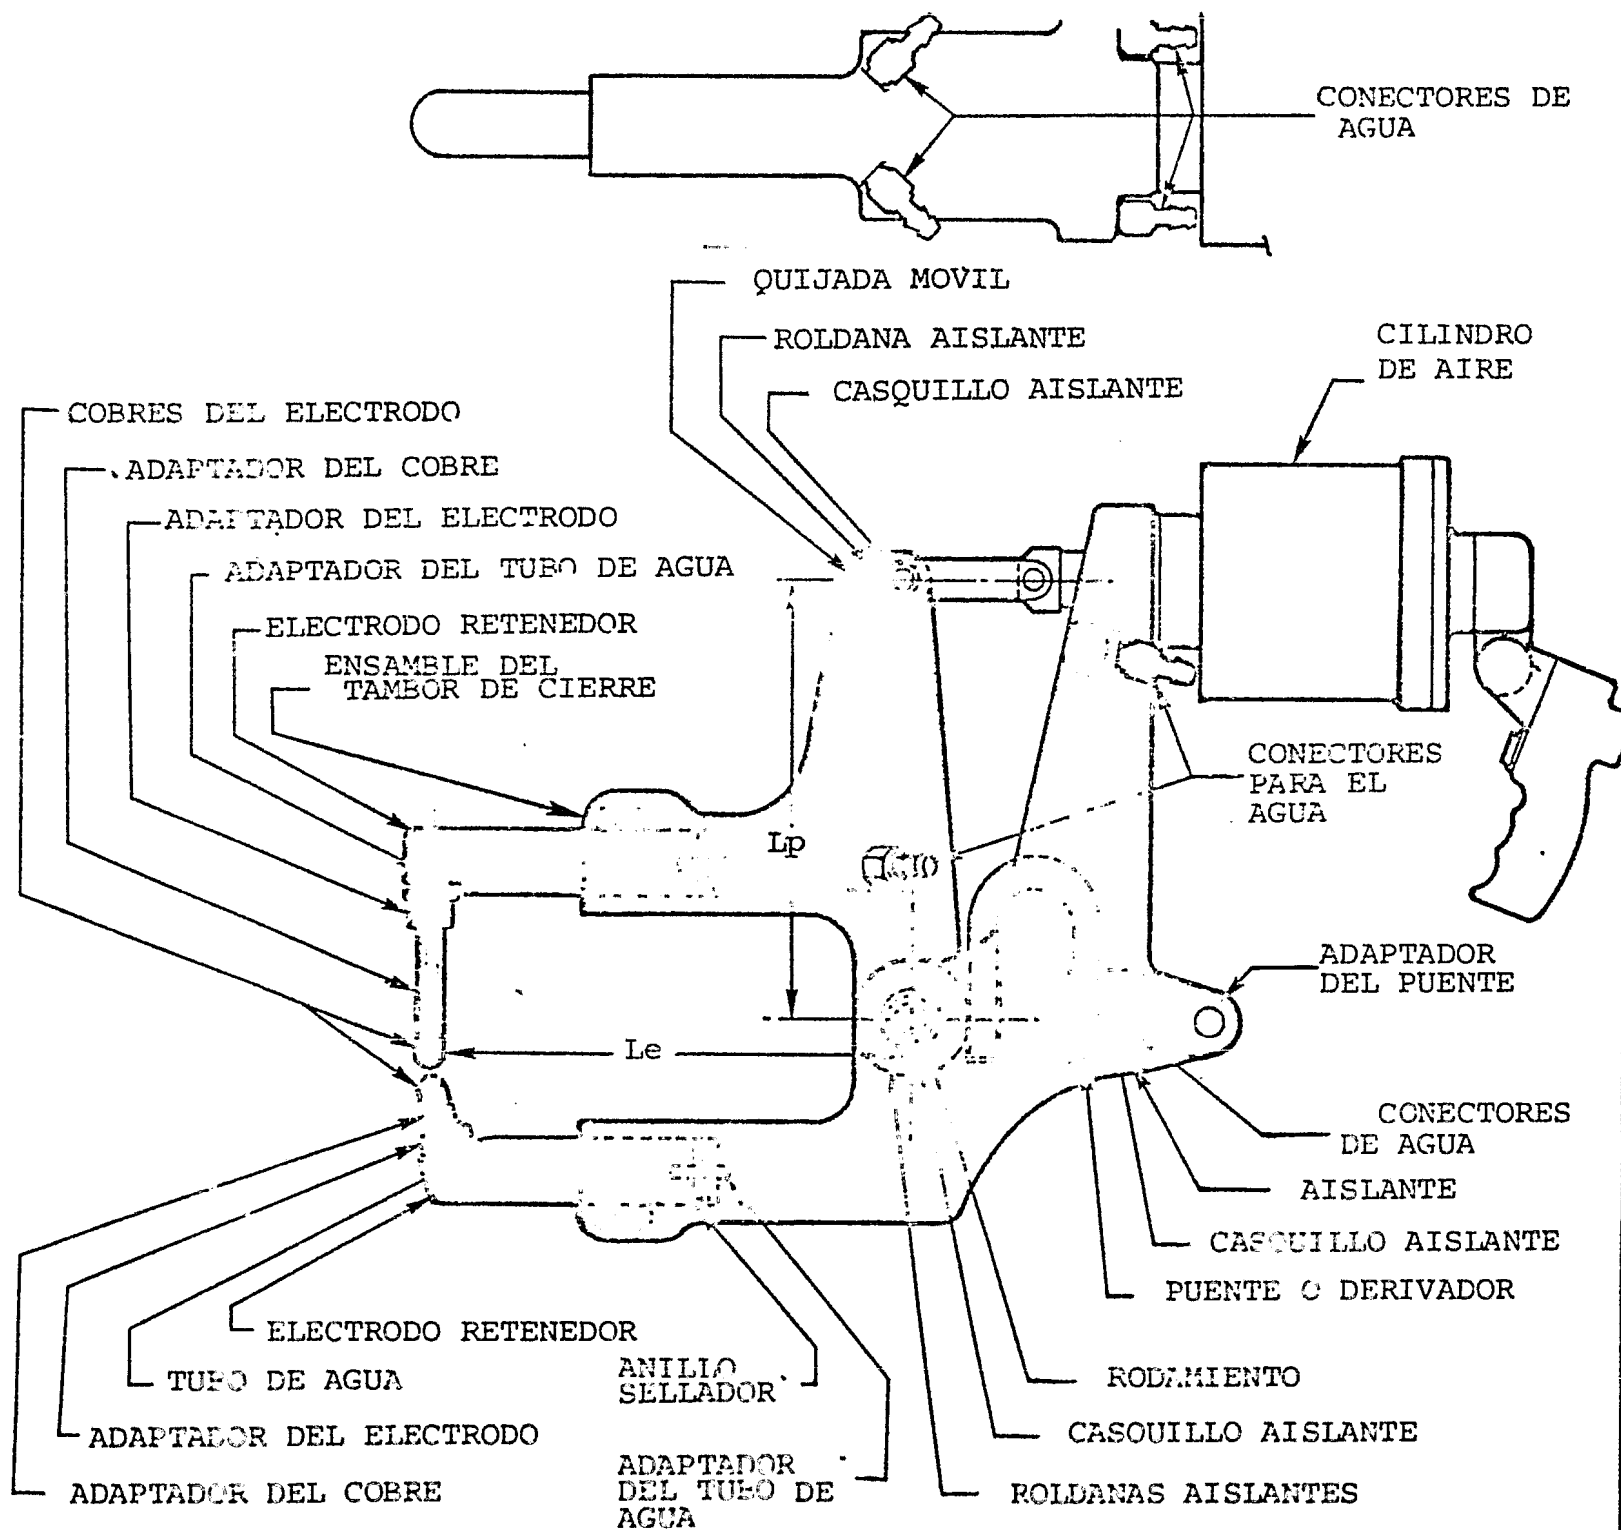 CONECTORES DE
AGUA
QUIJADA MOVIL
ROLDANA AISLANTE
CASQUILLO AISLANTE
CILINDRO
DE AIRE
COBRES DEL ELECTRODO
ADAPTADOR DEL COBRE
ADAPTADOR DEL ELECTRODO
ADAPTADOR DEL TUBO DE AGUA
ELECTRODO RETENEDOR
ENSAMBLE DEL
TAMBOR DE CIERRE
CONECTORES
PARA EL
AGUA
Lp
ADAPTADOR
DEL PUENTE
Le
CONECTORES
DE AGUA
AISLANTE
CASQUILLO AISLANTE
PUENTE O DERIVADOR
ELECTRODO RETENEDOR
TUBO DE AGUA
ANILLO
SELLADOR
RODAMIENTO
ADAPTADOR DEL ELECTRODO
CASOUILLO AISLANTE
ADAPTADOR DEL COBRE
ADAPTADOR
DEL TUBO DE
AGUA
ROLDANAS AISLANTES